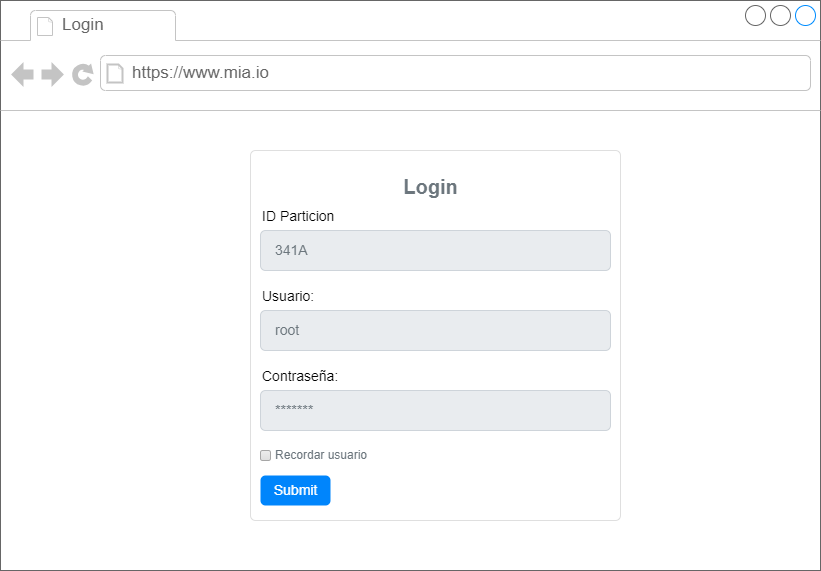 Login
https://www.mia.io
Login
ID Particion
341A
Usuario:
root
Contraseña:
*******
Recordar usuario
Submit